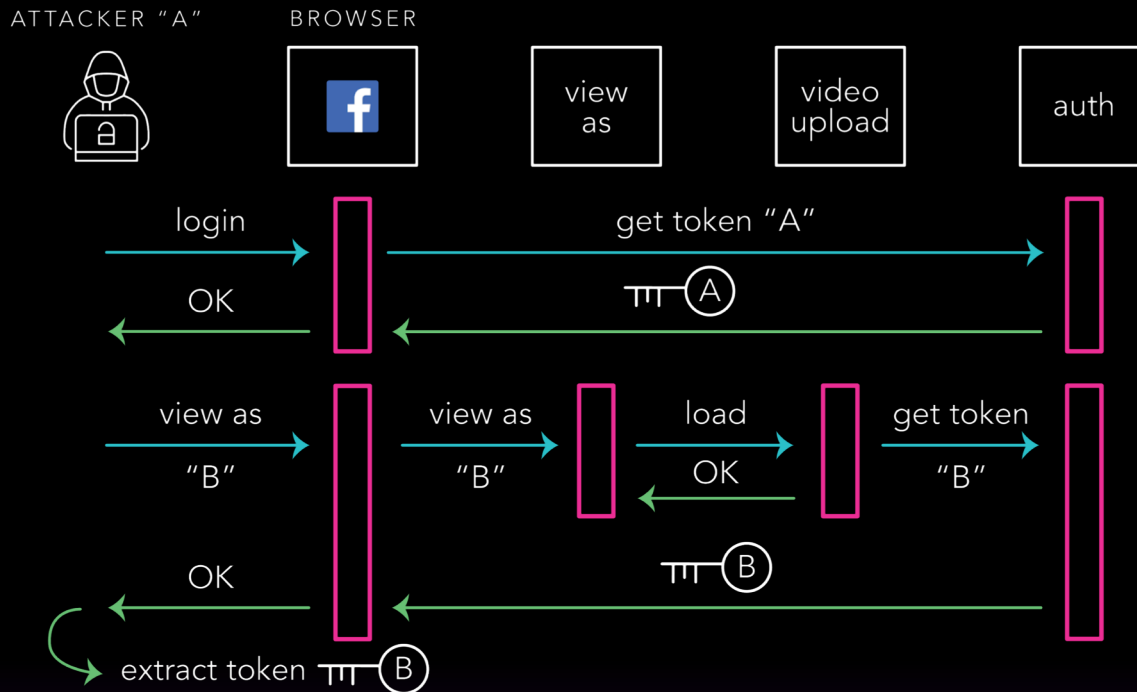 ATTACKER “A”
BROWSER
f
view
as
video
upload
auth
login
get token “A”
OK
A
view as
“B”
view as
“B”
load
OK
get token
“B”
OK
B
extract token
B